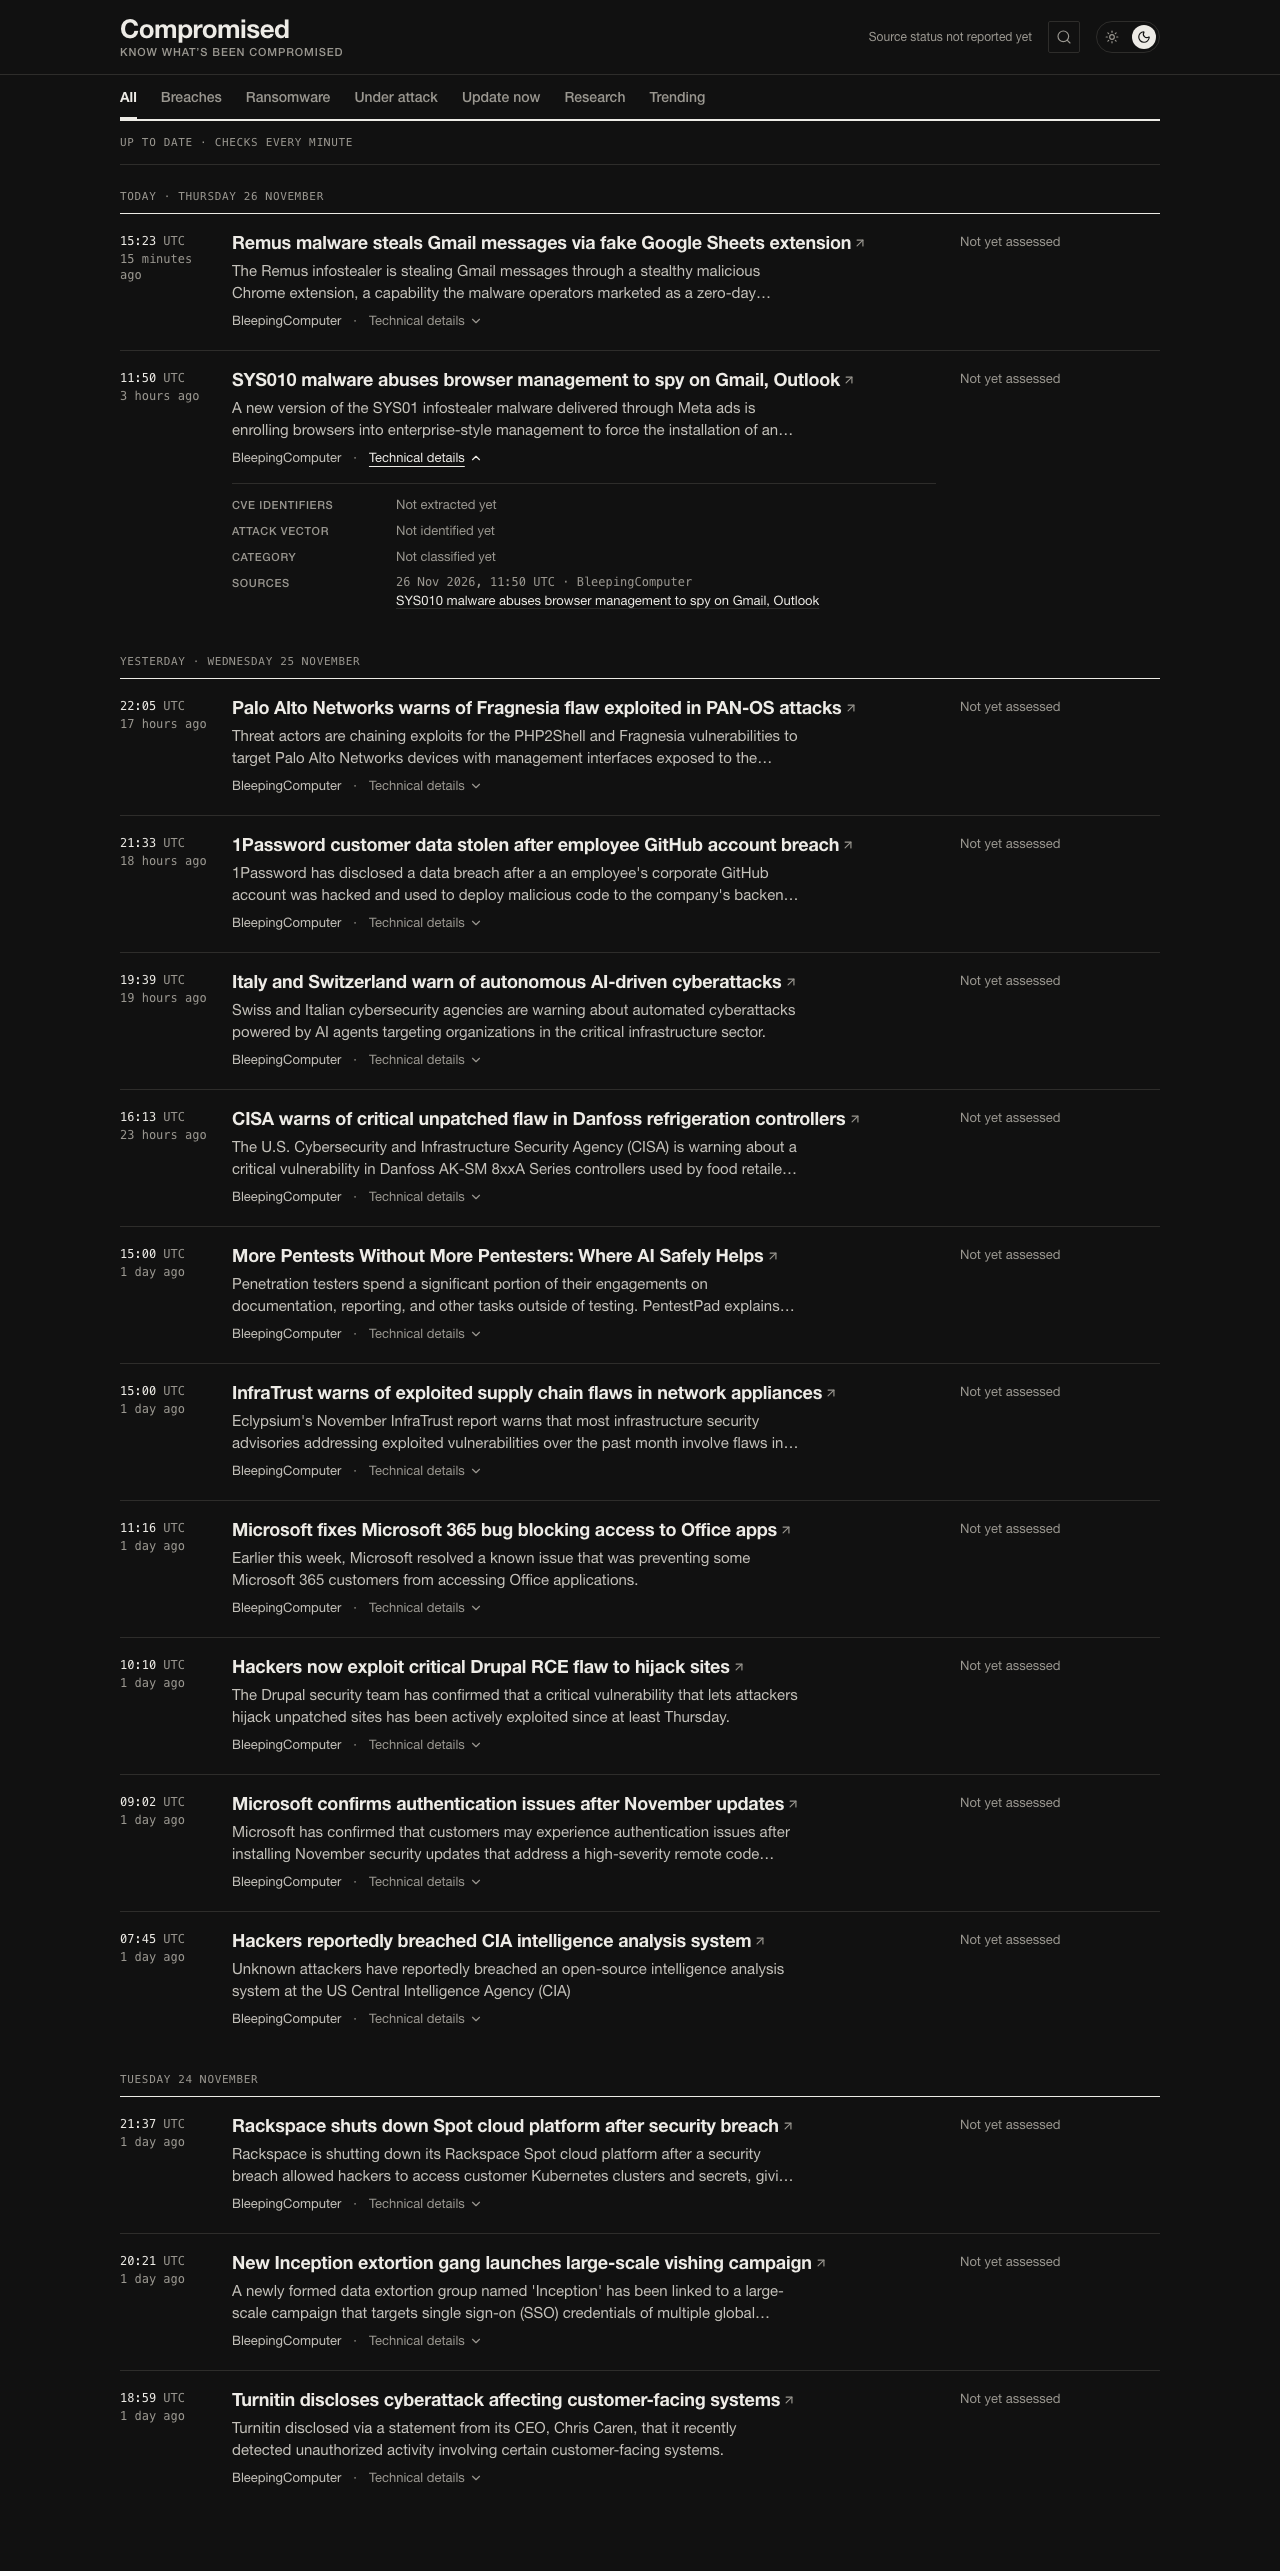 Compromised
KNOW WHAT'S BEEN COMPROMISED
Source status not reported yet
All Breaches Ransomware Under attack Update now Research Trending
UP TO DATE · CHECKS EVERY MINUTE
TODAY · THURSDAY 26 NOVEMBER
15:23 UTC
15 minutes
ago
Remus malware steals Gmail messages via fake Google Sheets extension
Not yet assessed
The Remus infostealer is stealing Gmail messages through a stealthy malicious
Chrome extension, a capability the malware operators marketed as a zero-day…
BleepingComputer · Technical details
11:50 UTC
3 hours ago
SYS010 malware abuses browser management to spy on Gmail, Outlook
Not yet assessed
A new version of the SYS01 infostealer malware delivered through Meta ads is
enrolling browsers into enterprise-style management to force the installation of an…
BleepingComputer · Technical details
CVE IDENTIFIERS Not extracted yet
ATTACK VECTOR Not identified yet
CATEGORY Not classified yet
SOURCES 26 Nov 2026, 11:50 UTC · BleepingComputer
SYS010 malware abuses browser management to spy on Gmail, Outlook
YESTERDAY · WEDNESDAY 25 NOVEMBER
22:05 UTC
17 hours ago
Palo Alto Networks warns of Fragnesia flaw exploited in PAN-OS attacks
Not yet assessed
Threat actors are chaining exploits for the PHP2Shell and Fragnesia vulnerabilities to
target Palo Alto Networks devices with management interfaces exposed to the…
BleepingComputer · Technical details
21:33 UTC
18 hours ago
1Password customer data stolen after employee GitHub account breach
Not yet assessed
1Password has disclosed a data breach after a an employee's corporate GitHub
account was hacked and used to deploy malicious code to the company's backen…
BleepingComputer · Technical details
19:39 UTC
19 hours ago
Italy and Switzerland warn of autonomous AI-driven cyberattacks
Not yet assessed
Swiss and Italian cybersecurity agencies are warning about automated cyberattacks
powered by AI agents targeting organizations in the critical infrastructure sector.
BleepingComputer · Technical details
16:13 UTC
23 hours ago
CISA warns of critical unpatched flaw in Danfoss refrigeration controllers
Not yet assessed
The U.S. Cybersecurity and Infrastructure Security Agency (CISA) is warning about a
critical vulnerability in Danfoss AK-SM 8xxA Series controllers used by food retaile…
BleepingComputer · Technical details
15:00 UTC
1 day ago
More Pentests Without More Pentesters: Where AI Safely Helps
Not yet assessed
Penetration testers spend a significant portion of their engagements on
documentation, reporting, and other tasks outside of testing. PentestPad explains…
BleepingComputer · Technical details
15:00 UTC
1 day ago
InfraTrust warns of exploited supply chain flaws in network appliances
Not yet assessed
Eclypsium's November InfraTrust report warns that most infrastructure security
advisories addressing exploited vulnerabilities over the past month involve flaws in…
BleepingComputer · Technical details
11:16 UTC
1 day ago
Microsoft fixes Microsoft 365 bug blocking access to Office apps
Not yet assessed
Earlier this week, Microsoft resolved a known issue that was preventing some
Microsoft 365 customers from accessing Office applications.
BleepingComputer · Technical details
10:10 UTC
1 day ago
Hackers now exploit critical Drupal RCE flaw to hijack sites
Not yet assessed
The Drupal security team has confirmed that a critical vulnerability that lets attackers
hijack unpatched sites has been actively exploited since at least Thursday.
BleepingComputer · Technical details
09:02 UTC
1 day ago
Microsoft confirms authentication issues after November updates
Not yet assessed
Microsoft has confirmed that customers may experience authentication issues after
installing November security updates that address a high-severity remote code…
BleepingComputer · Technical details
07:45 UTC
1 day ago
Hackers reportedly breached CIA intelligence analysis system
Not yet assessed
Unknown attackers have reportedly breached an open-source intelligence analysis
system at the US Central Intelligence Agency (CIA)
BleepingComputer · Technical details
TUESDAY 24 NOVEMBER
21:37 UTC
1 day ago
Rackspace shuts down Spot cloud platform after security breach
Not yet assessed
Rackspace is shutting down its Rackspace Spot cloud platform after a security
breach allowed hackers to access customer Kubernetes clusters and secrets, givi…
BleepingComputer · Technical details
20:21 UTC
1 day ago
New Inception extortion gang launches large-scale vishing campaign
Not yet assessed
A newly formed data extortion group named 'Inception' has been linked to a large-
scale campaign that targets single sign-on (SSO) credentials of multiple global…
BleepingComputer · Technical details
18:59 UTC
1 day ago
Turnitin discloses cyberattack affecting customer-facing systems
Not yet assessed
Turnitin disclosed via a statement from its CEO, Chris Caren, that it recently
detected unauthorized activity involving certain customer-facing systems.
BleepingComputer · Technical details